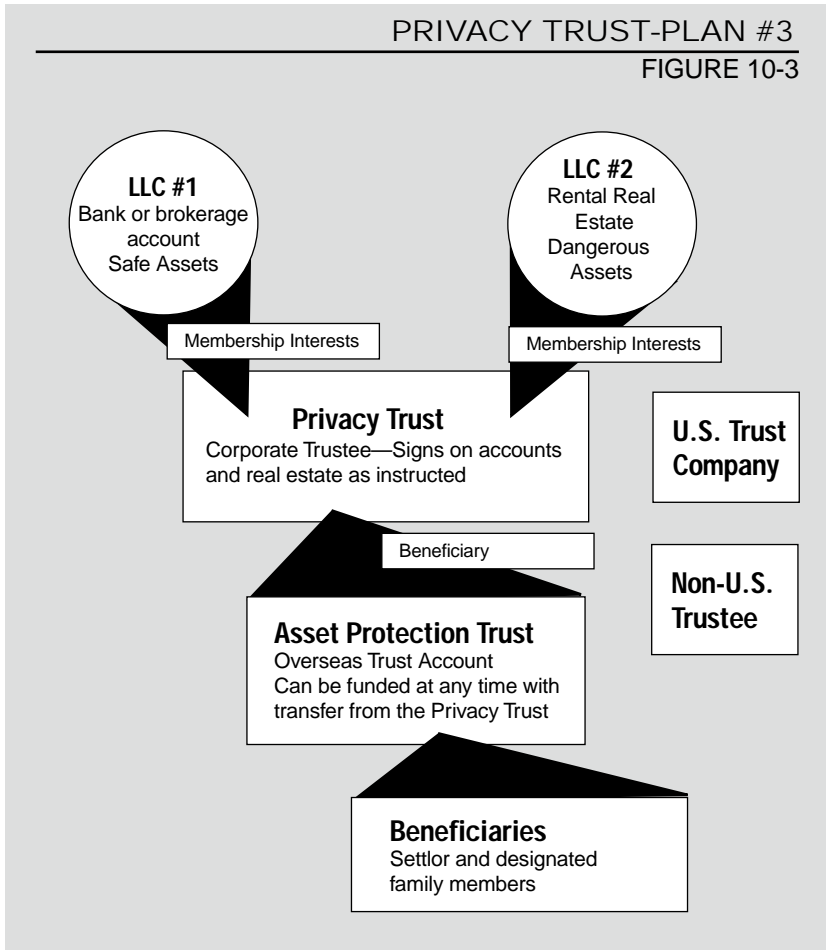 PRIVACY TRUST-PLAN #3
FIGURE 10-3
LLC #1
Bank or brokerage
account
Safe Assets
LLC #2
Rental Real
Estate
Dangerous
Assets
Membership Interests
Membership Interests
Privacy Trust
Corporate Trustee—Signs on accounts
and real estate as instructed
U.S. Trust
Company
Beneficiary
Non-U.S.
Trustee
Asset Protection Trust
Overseas Trust Account
Can be funded at any time with
transfer from the Privacy Trust
Beneficiaries
Settlor and designated
family members